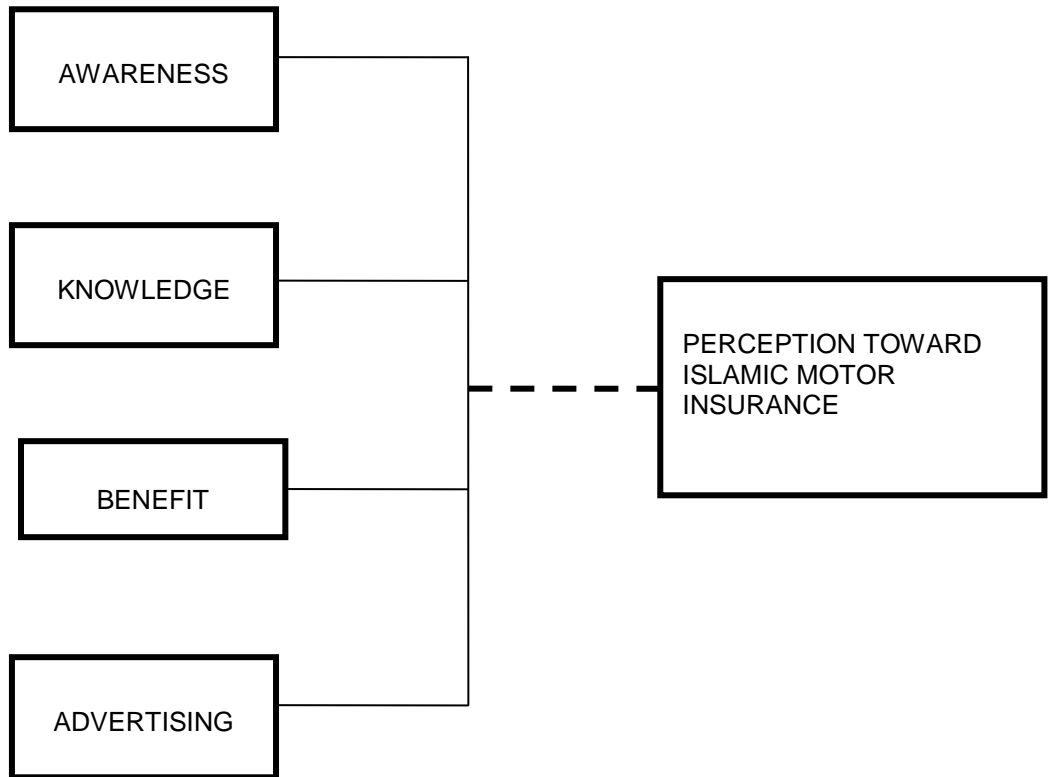 AWARENESS
KNOWLEDGE
PERCEPTION TOWARD
ISLAMIC MOTOR
INSURANCE
BENEFIT
ADVERTISING